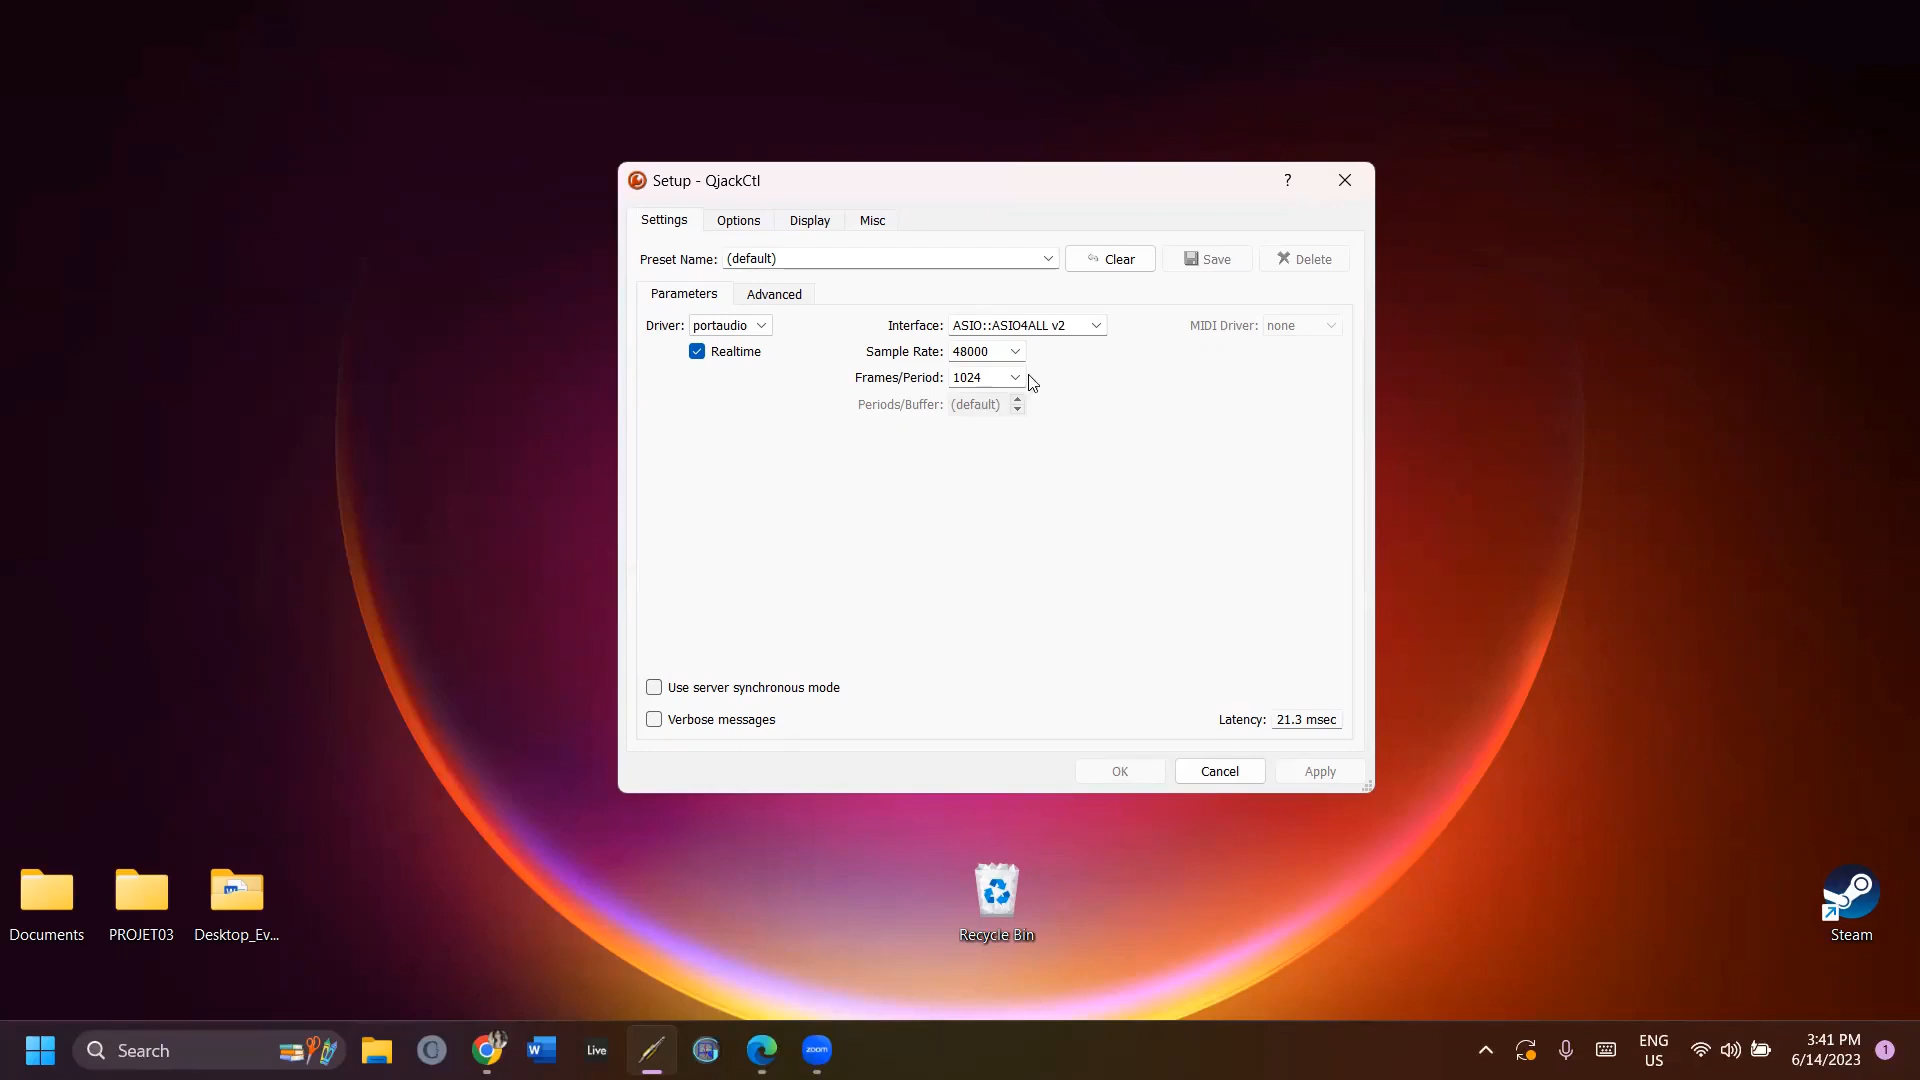 Setup - QjackCtl
?
Settings
Options
Display
Misc
Preset Name:
(default)
Clear
Save
Delete
Parameters
Advanced
Driver:
portaudio
Interface:
ASIO::ASIO4ALL v2
MIDI Driver:
none
Realtime
Sample Rate:
48000
Frames/Period:
1024
Periods/Buffer:
(default)
Use server synchronous mode
Verbose messages
Latency:
21.3 msec
OK
Cancel
Apply
Documents
PROJET03
Desktop_Ev...
Recycle Bin
Steam
Search
W
Live
zoom
ENG
US
3:41 PM
6/14/2023
1